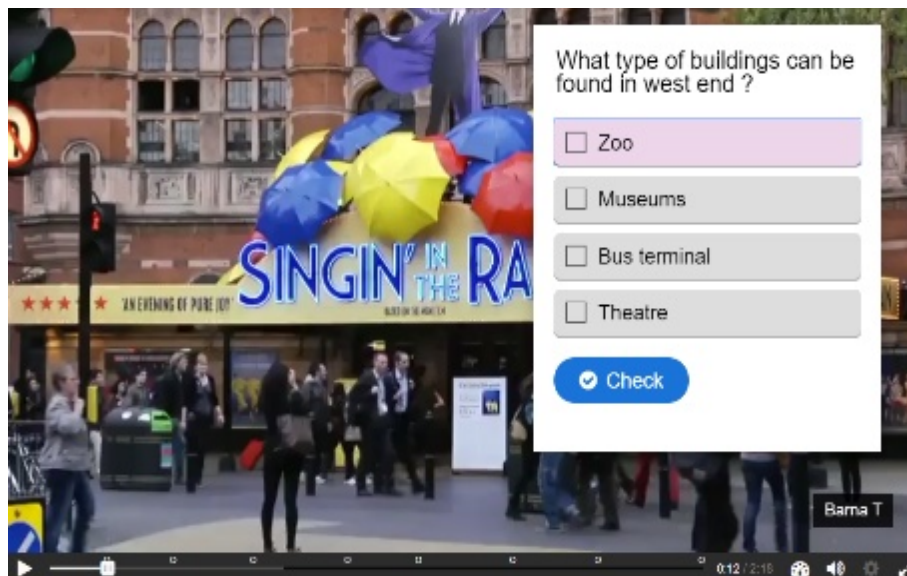 What type of buildings can be
found in west end ?
Zoo
Museums
Bus terminal
Theatre
Check
SINGIN' IN
THE RA
'AN EVENING OF PURE JOY'
Barna T
0:12 / 2:18